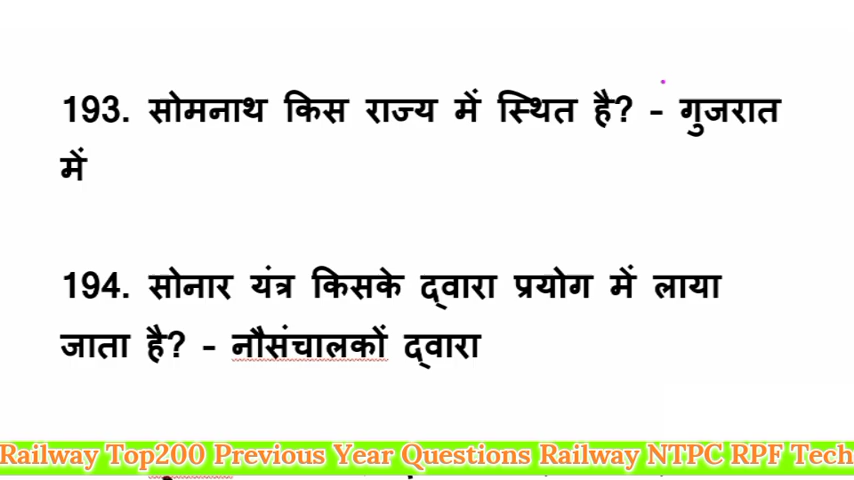 193. सोमनाथ किस राज्य में स्थित है? – गुजरात
में
194. सोनार यंत्र किसके द्वारा प्रयोग में लाया
जाता है? – नौसंचालकों द्वारा
Railway Top200 Previous Year Questions Railway NTPC RPF Tech